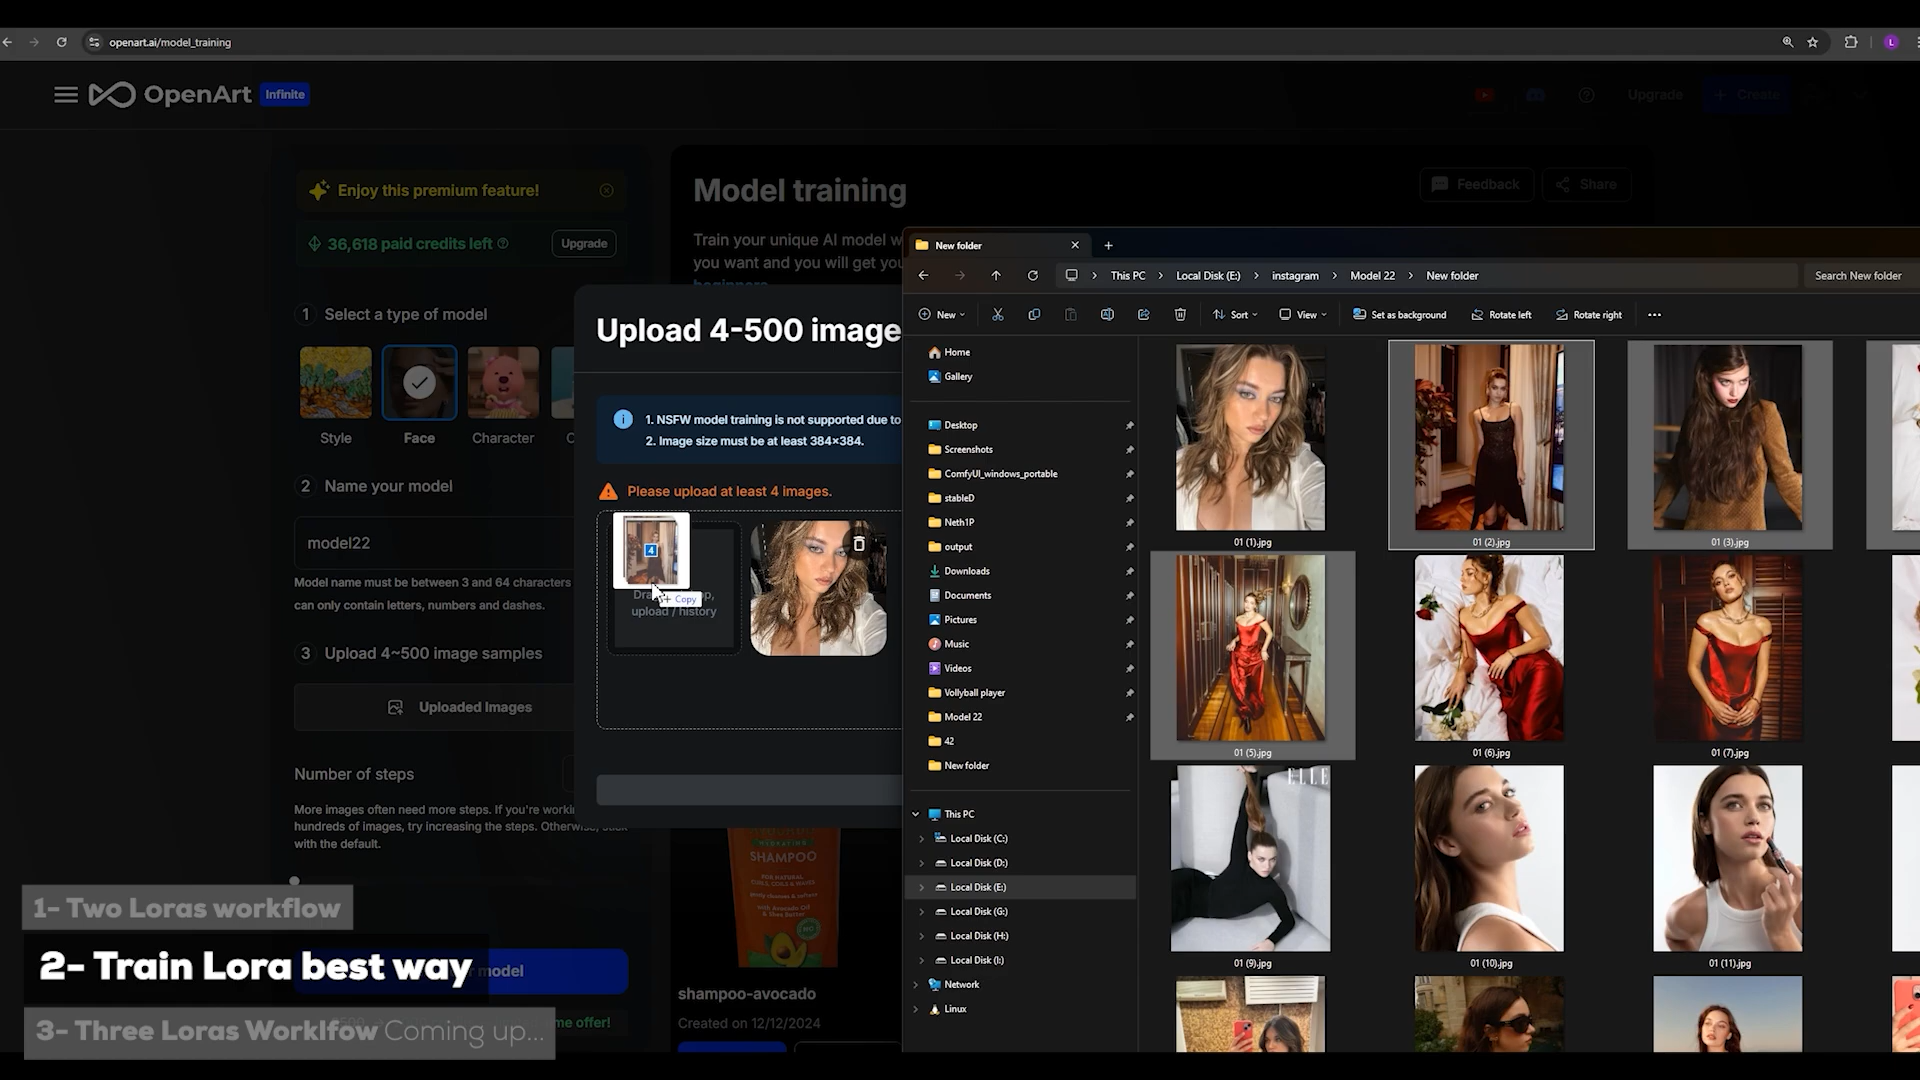 openart.ai/model_training
L
OpenArt
Infinite
Upgrade
+ Create
Enjoy this premium feature!
36,618 paid credits left
Upgrade
1 Select a type of model
Style
Face
Character
2 Name your model
model22
Model name must be between 3 and 64 characters
can only contain letters, numbers and dashes.
3 Upload 4~500 image samples
Uploaded Images
Number of steps
More images often need more steps. If you're worki
hundreds of images, try increasing the steps. Otherwise, stick
with the default.
model
me offer!
1- Two Loras workflow
2- Train Lora best way
3- Three Loras Worklfow Coming up...
Model training
Feedback
Share
Train your unique AI model w
you want and you will get you
beginners
Upload 4-500 image
1. NSFW model training is not supported due to
2. Image size must be at least 384×384.
Please upload at least 4 images.
4
+ Copy
upload / history
SHAMPOO
shampoo-avocado
Created on 12/12/2024
New folder
This PC
Local Disk (E:)
instagram
Model 22
New folder
Search New folder
New
Sort
View
Set as background
Rotate left
Rotate right
Home
Gallery
Desktop
Screenshots
ComfyUI_windows_portable
stableD
Neth1P
output
Downloads
Documents
Pictures
Music
Videos
Vollyball player
Model 22
42
New folder
This PC
Local Disk (C:)
Local Disk (D:)
Local Disk (E:)
Local Disk (G:)
Local Disk (H:)
Local Disk (I:)
Network
Linux
01 (1).jpg
01 (2).jpg
01 (3).jpg
01 (5).jpg
01 (6).jpg
01 (7).jpg
ELLE
01 (9).jpg
01 (10).jpg
01 (11).jpg